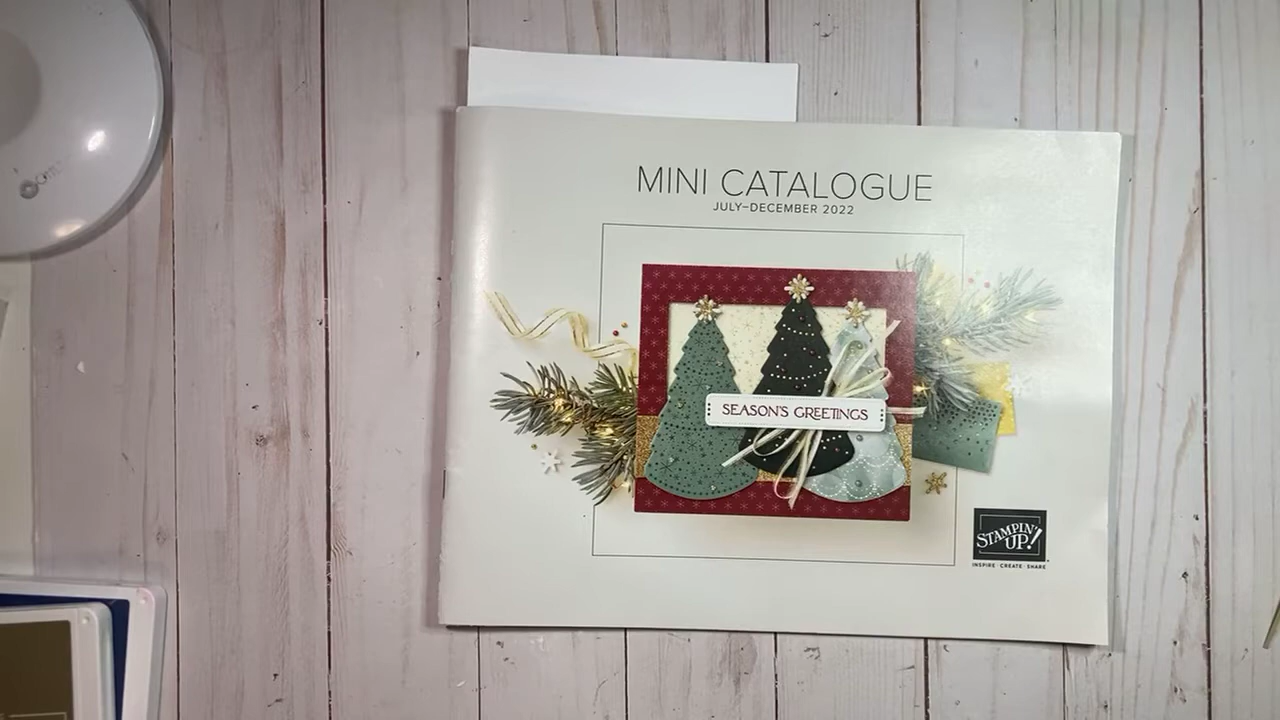 MINI CATALOGUE
JULY–DECEMBER 2022
SEASON'S GREETINGS
STAMPIN'
UP!
INSPIRE · CREATE · SHARE